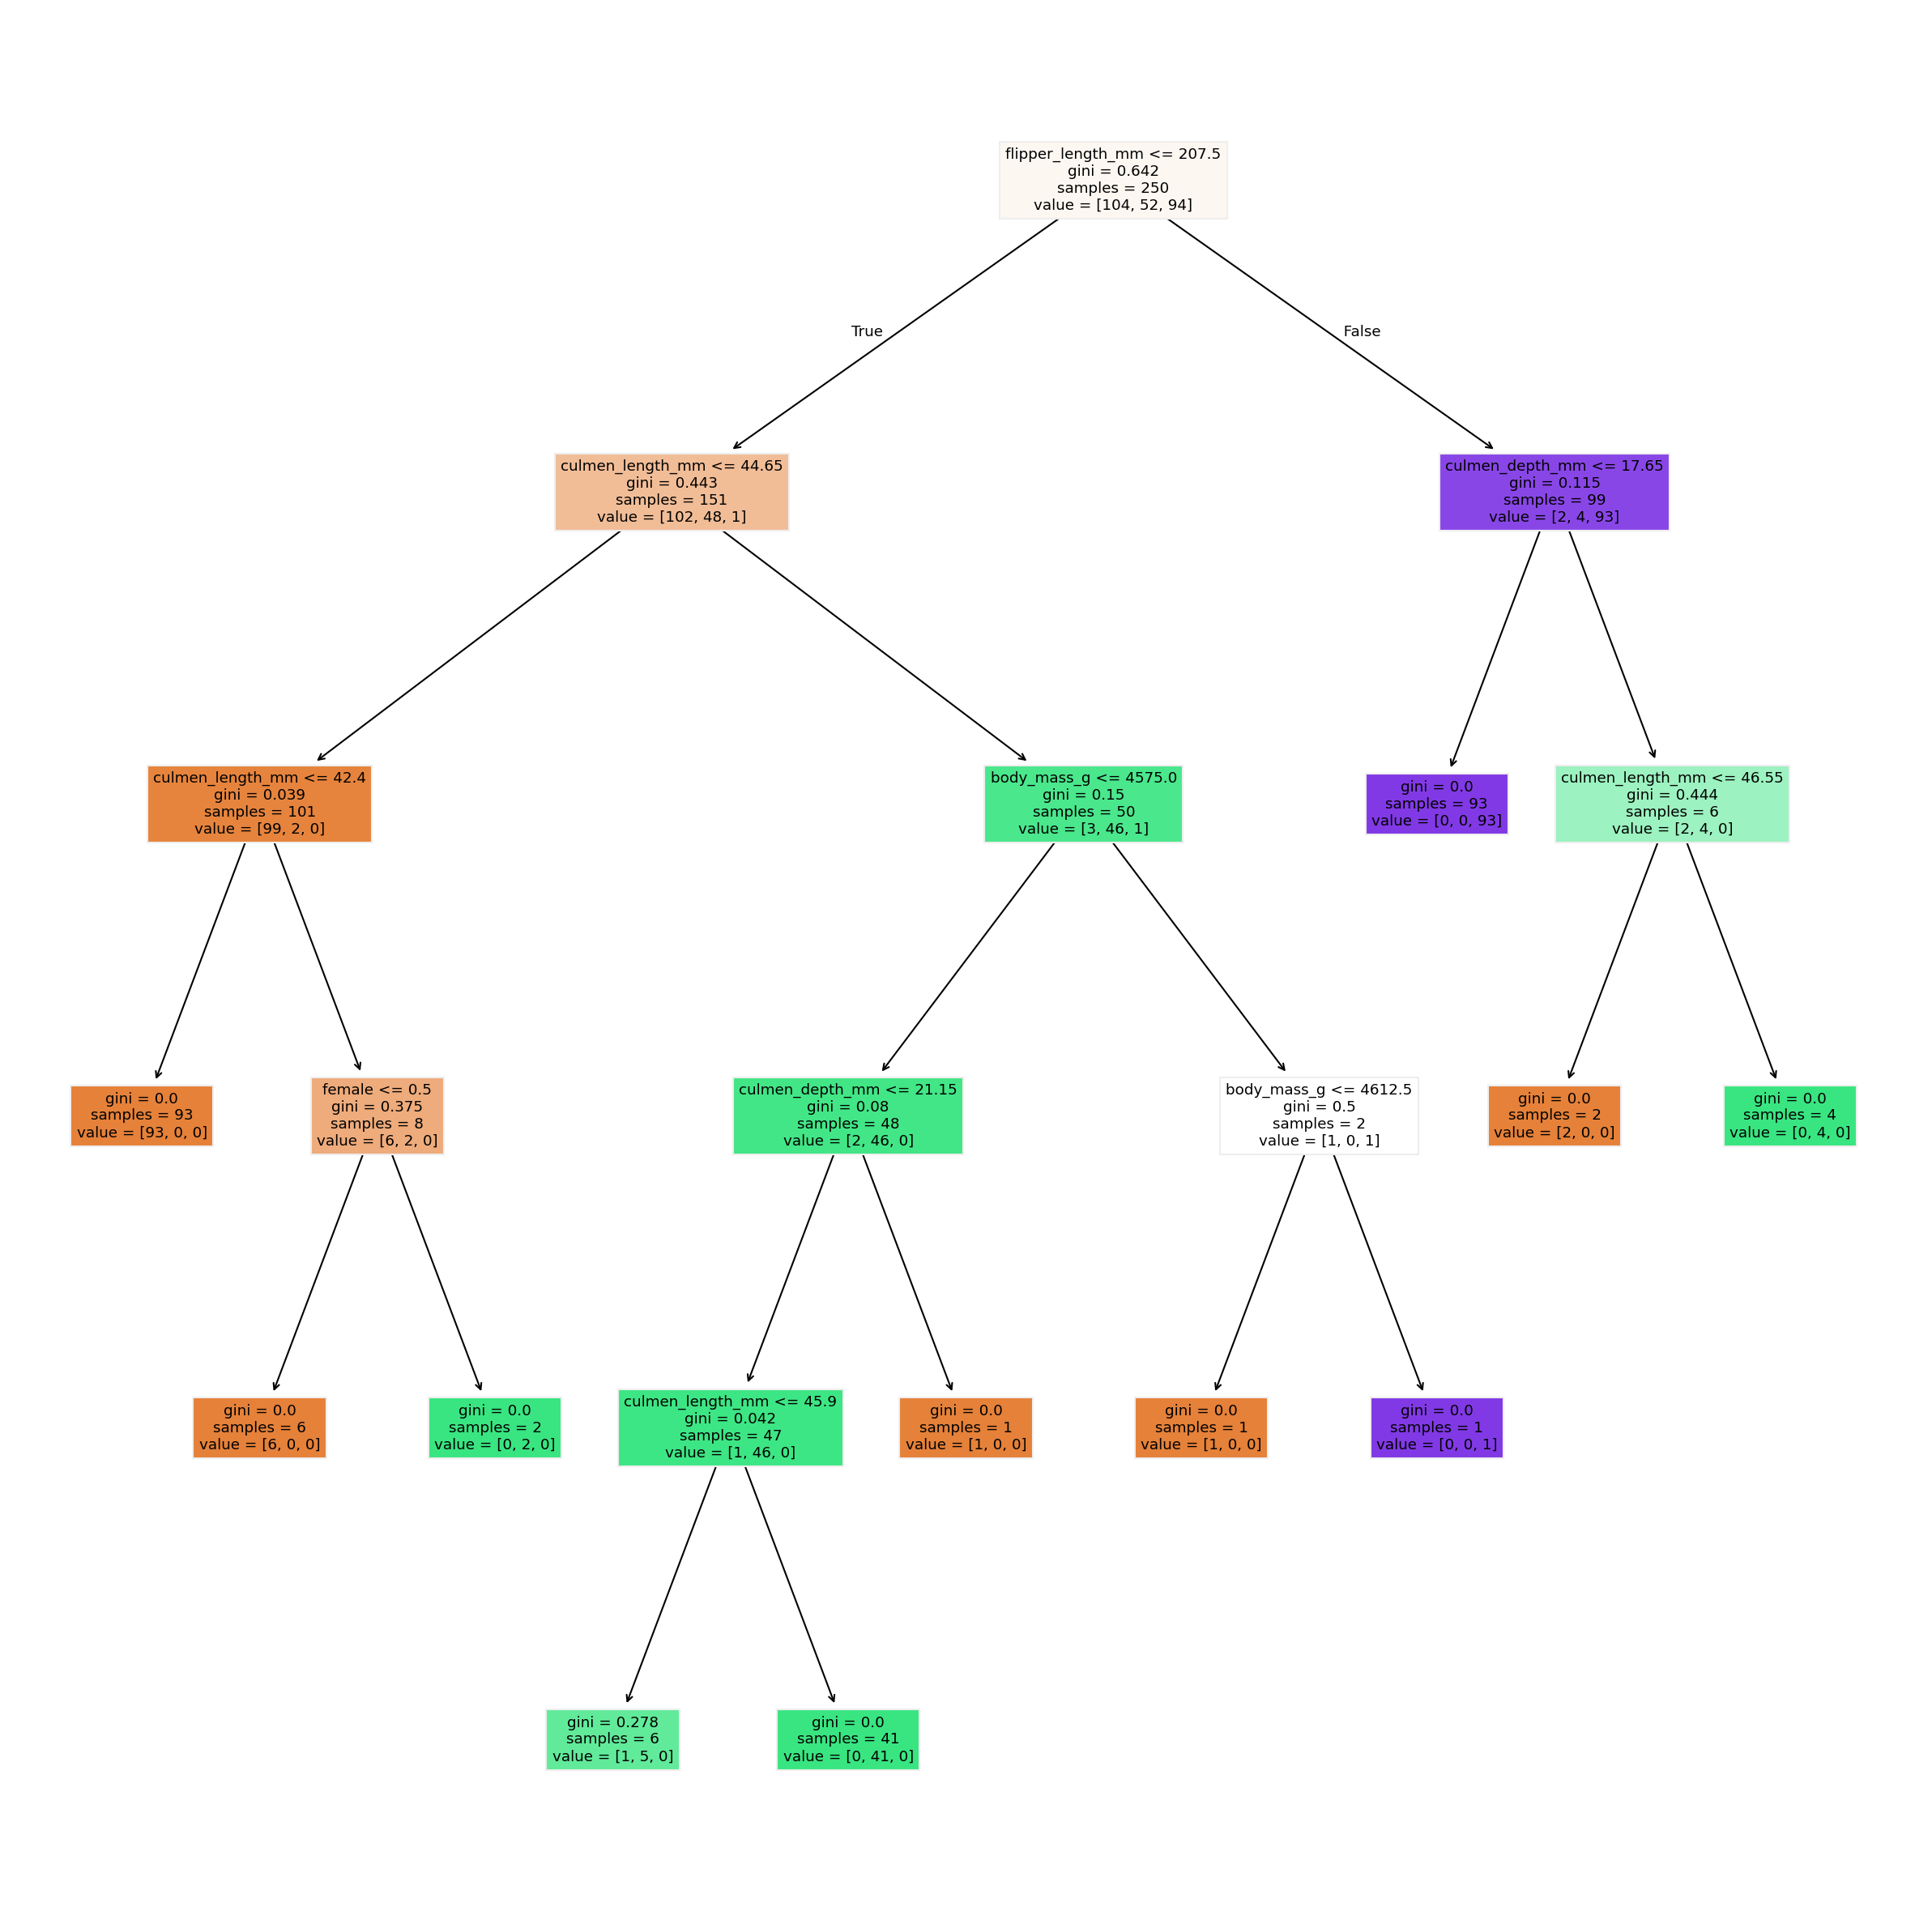 flipper_length_mm <= 207.5
gini = 0.642
samples = 250
value = [104, 52, 94]
True
False
culmen_length_mm <= 44.65
gini = 0.443
samples = 151
value = [102, 48, 1]
culmen_depth_mm <= 17.65
gini = 0.115
samples = 99
value = [2, 4, 93]
culmen_length_mm <= 42.4
gini = 0.039
samples = 101
value = [99, 2, 0]
body_mass_g <= 4575.0
gini = 0.15
samples = 50
value = [3, 46, 1]
gini = 0.0
samples = 93
value = [0, 0, 93]
culmen_length_mm <= 46.55
gini = 0.444
samples = 6
value = [2, 4, 0]
gini = 0.0
samples = 93
value = [93, 0, 0]
female <= 0.5
gini = 0.375
samples = 8
value = [6, 2, 0]
culmen_depth_mm <= 21.15
gini = 0.08
samples = 48
value = [2, 46, 0]
body_mass_g <= 4612.5
gini = 0.5
samples = 2
value = [1, 0, 1]
gini = 0.0
samples = 2
value = [2, 0, 0]
gini = 0.0
samples = 4
value = [0, 4, 0]
gini = 0.0
samples = 6
value = [6, 0, 0]
gini = 0.0
samples = 2
value = [0, 2, 0]
culmen_length_mm <= 45.9
gini = 0.042
samples = 47
value = [1, 46, 0]
gini = 0.0
samples = 1
value = [1, 0, 0]
gini = 0.0
samples = 1
value = [1, 0, 0]
gini = 0.0
samples = 1
value = [0, 0, 1]
gini = 0.278
samples = 6
value = [1, 5, 0]
gini = 0.0
samples = 41
value = [0, 41, 0]